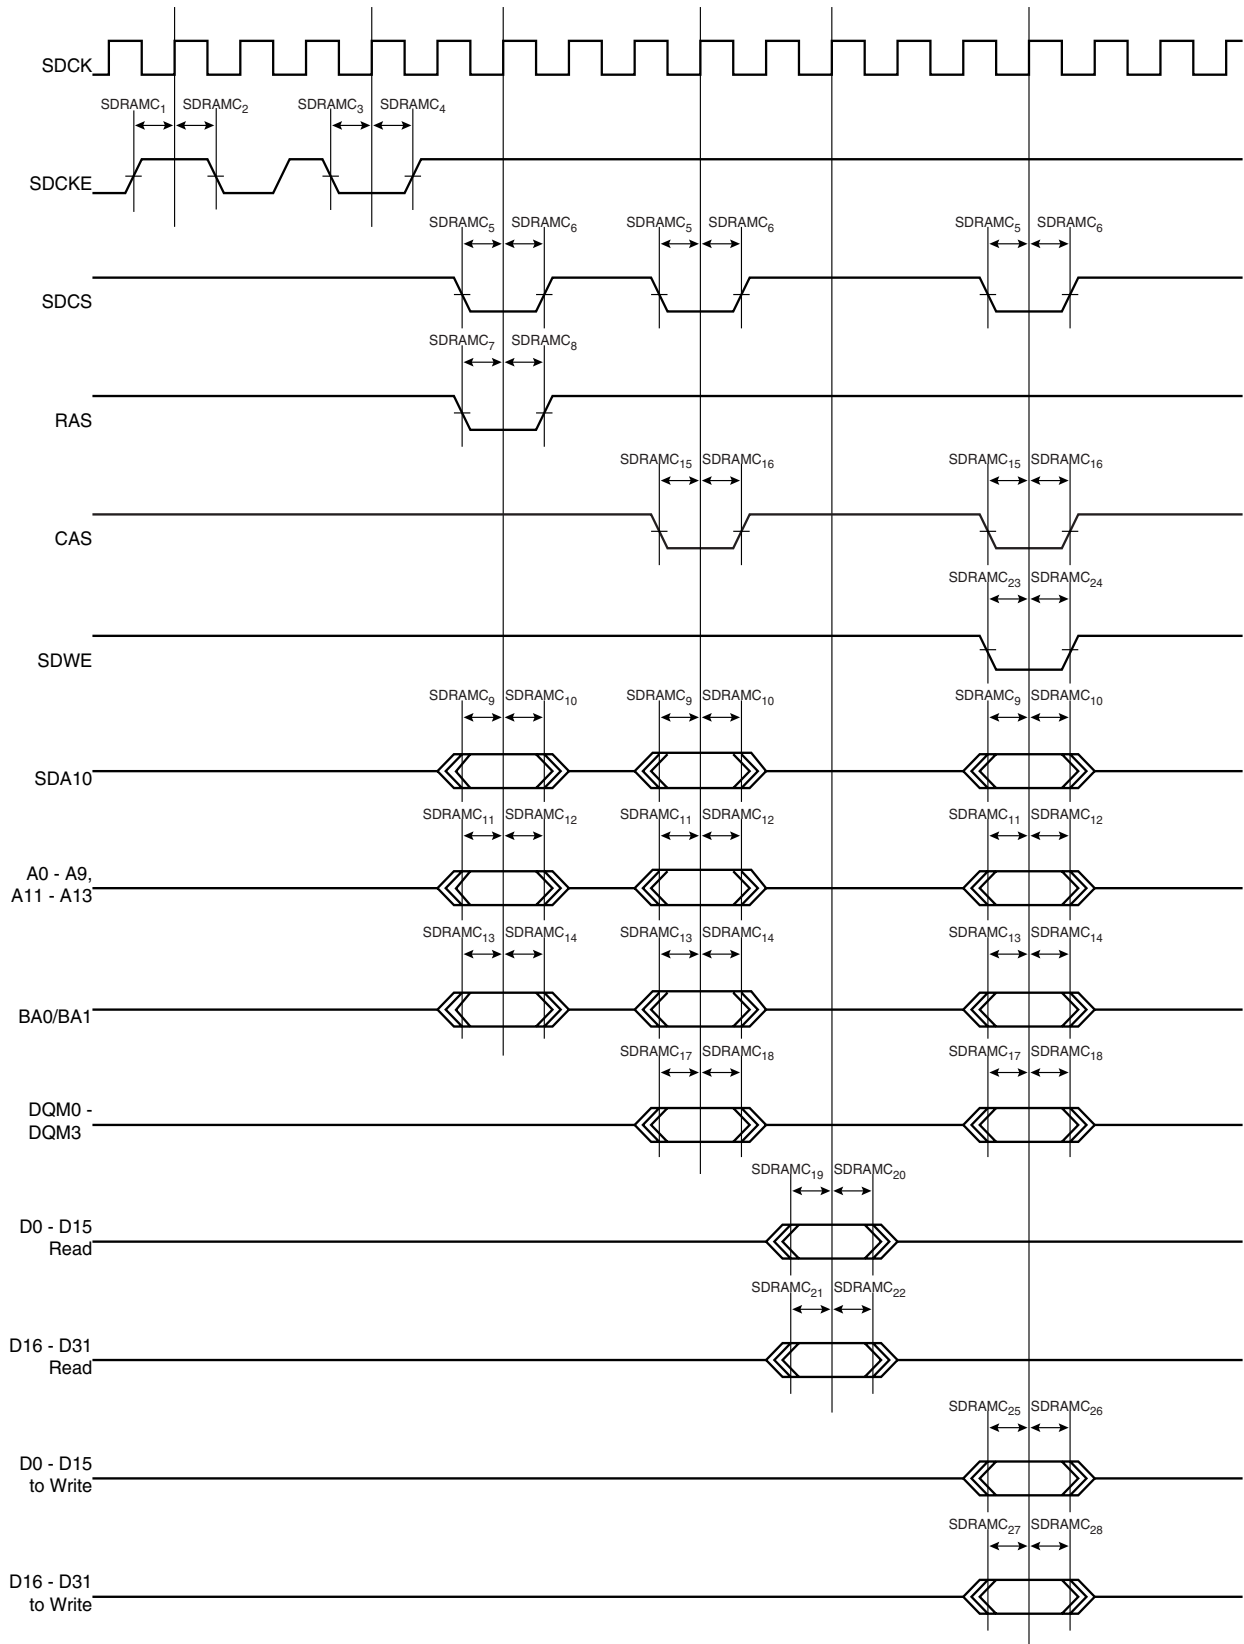 SDCK
SDRAMC1 SDRAMC2 SDRAMC3 SDRAMC4
SDCKE
SDRAMC5 SDRAMC6 SDRAMC5 SDRAMC6 SDRAMC5 SDRAMC6
SDCS
SDRAMC7 SDRAMC8
RAS
SDRAMC15 SDRAMC16 SDRAMC15 SDRAMC16
CAS
SDRAMC23 SDRAMC24
SDWE
SDRAMC9 SDRAMC10 SDRAMC9 SDRAMC10 SDRAMC9 SDRAMC10
SDA10
SDRAMC11 SDRAMC12 SDRAMC11 SDRAMC12 SDRAMC11 SDRAMC12
A0 - A9,
A11 - A13
SDRAMC13 SDRAMC14 SDRAMC13 SDRAMC14 SDRAMC13 SDRAMC14
BA0/BA1
SDRAMC17 SDRAMC18 SDRAMC17 SDRAMC18
DQM0 -
DQM3
SDRAMC19 SDRAMC20
D0 - D15
Read
SDRAMC21 SDRAMC22
D16 - D31
Read
SDRAMC25 SDRAMC26
D0 - D15
to Write
SDRAMC27 SDRAMC28
D16 - D31
to Write